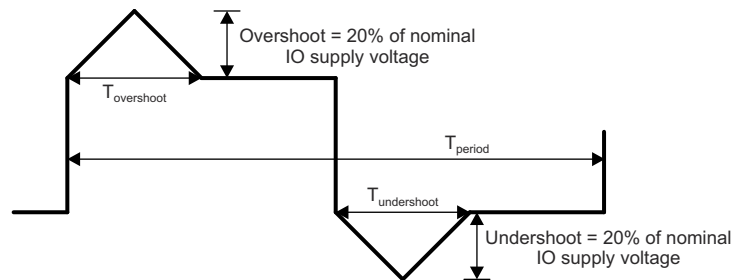 Overshoot = 20% of nominal
IO supply voltage
Tovershoot
Tperiod
Tundershoot
Undershoot = 20% of nominal
IO supply voltage